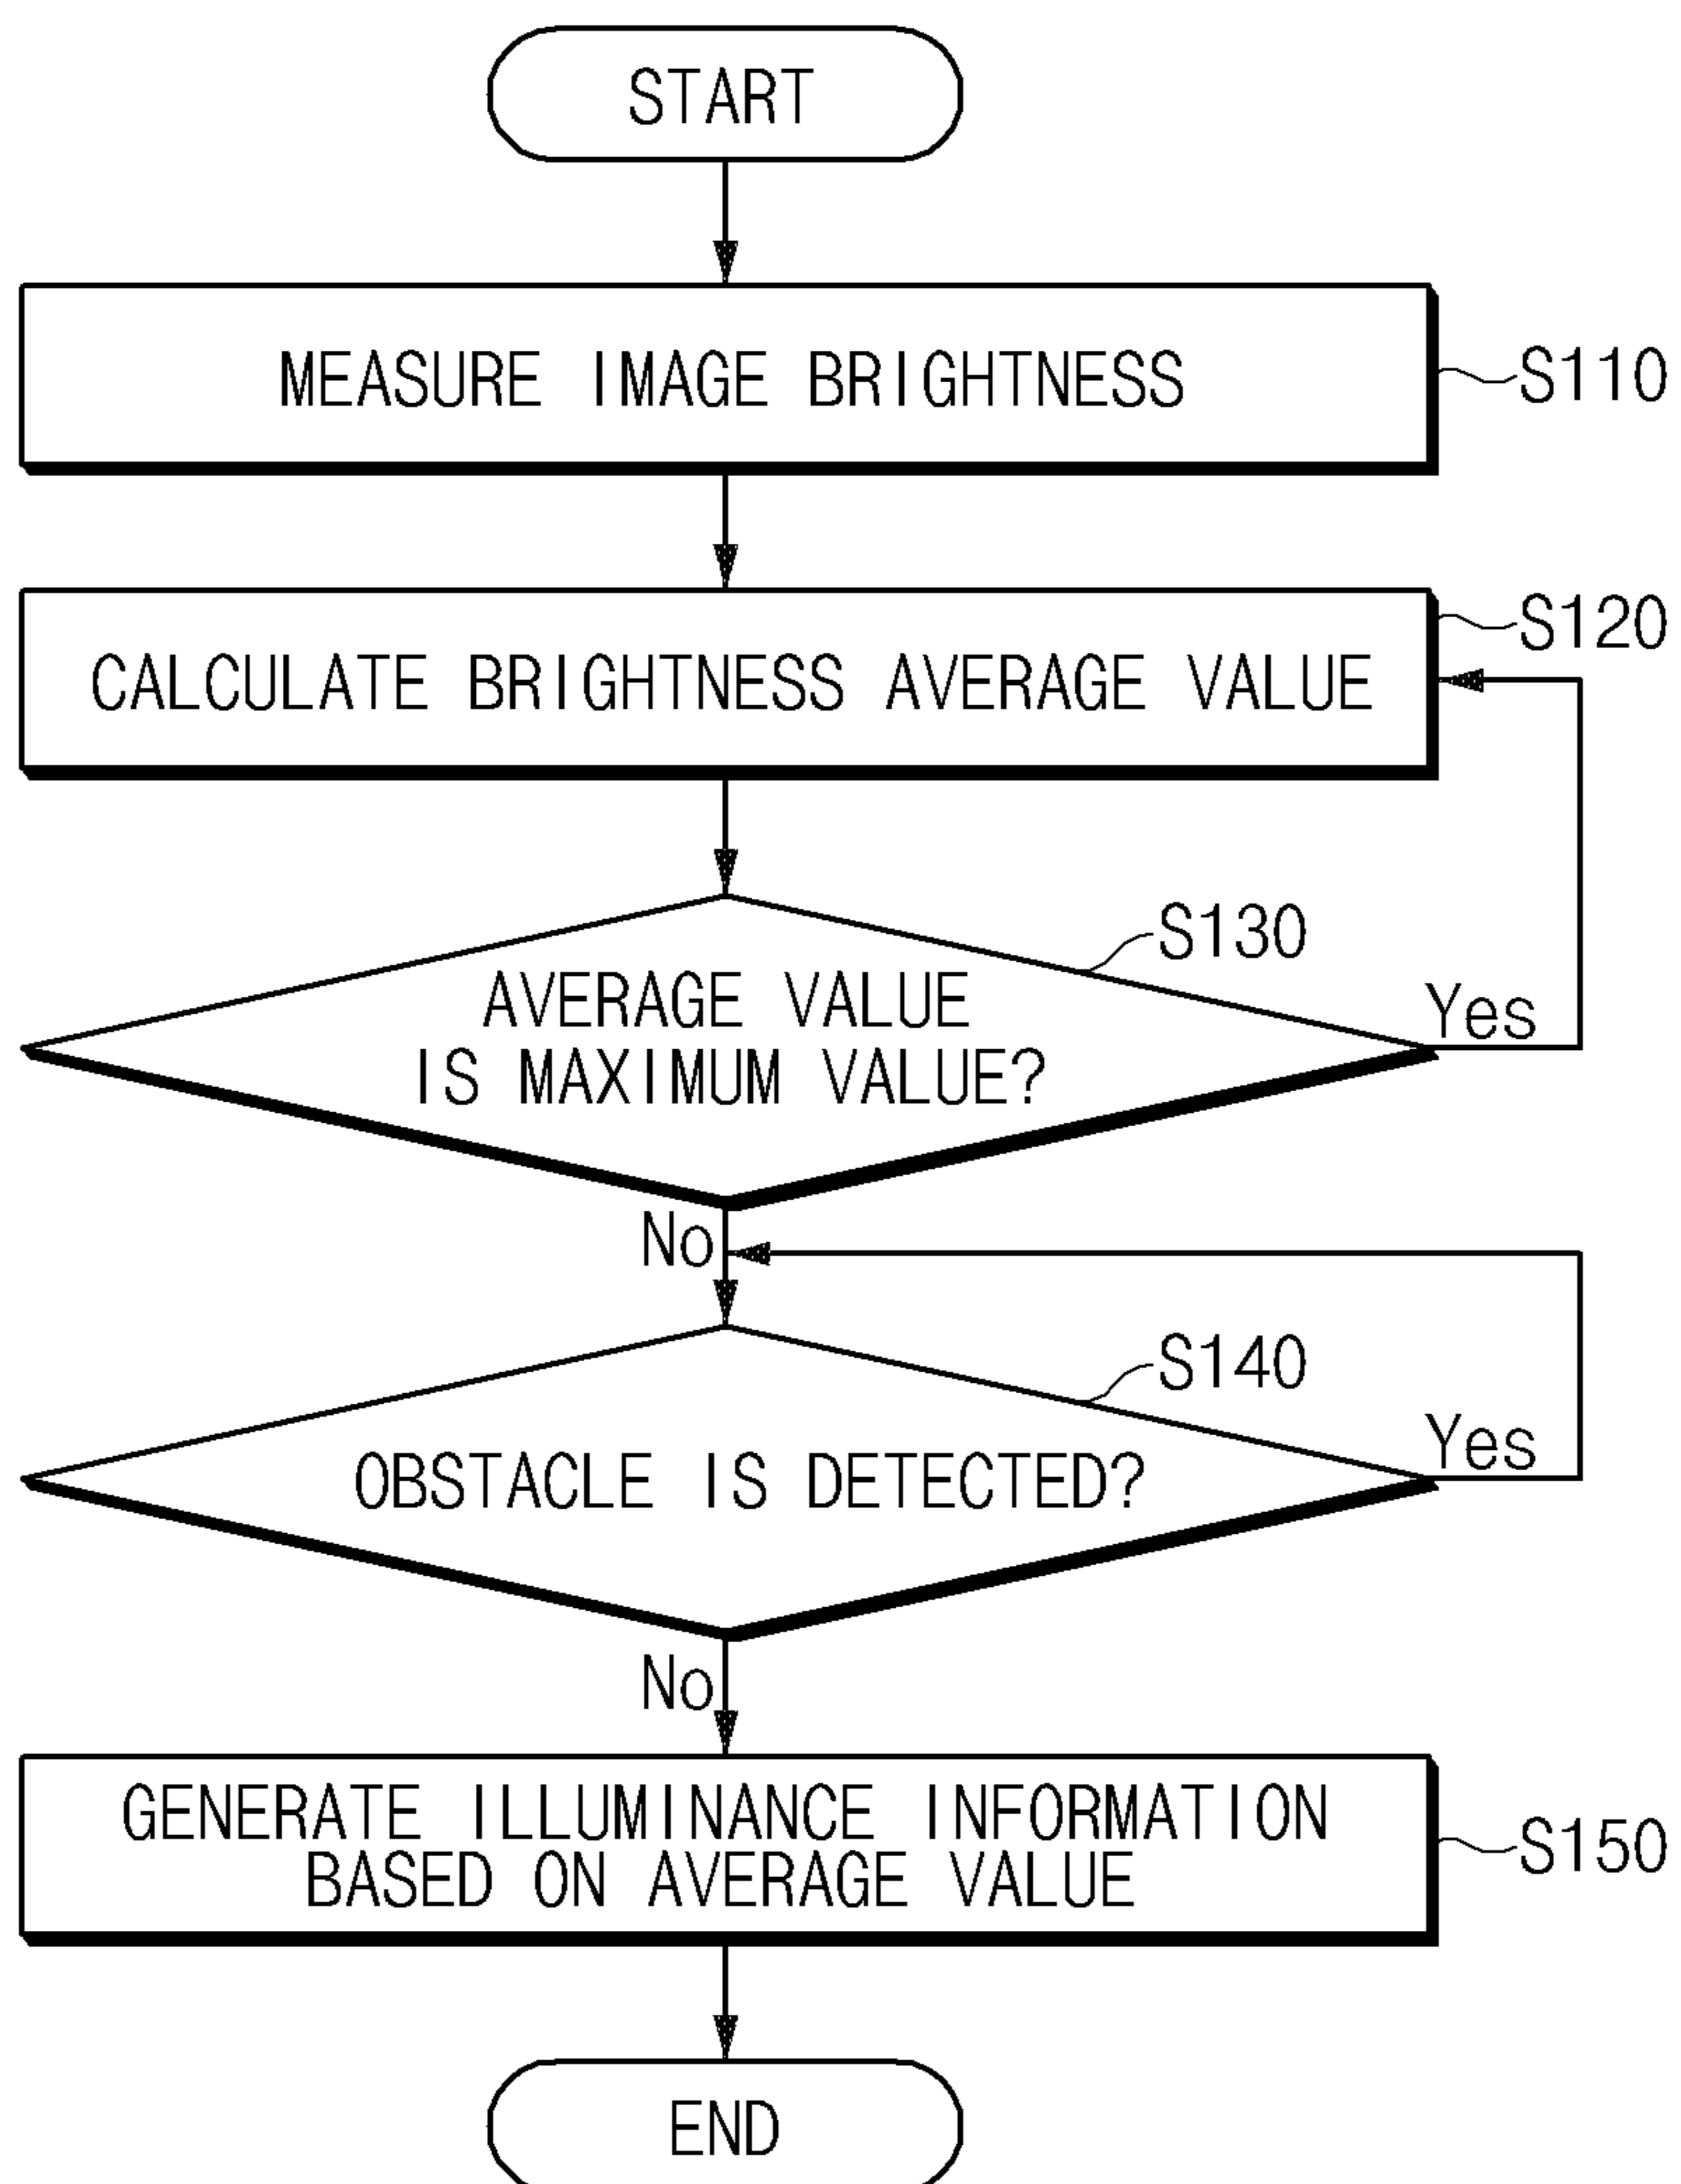 START
MEASURE IMAGE BRIGHTNESS
S110
S120
CALCULATE BRIGHTNESS AVERAGE VALUE
S130
AVERAGE VALUE
IS MAXIMUM VALUE?
Yes
No
S140
OBSTACLE IS DETECTED?
Yes
No
GENERATE ILLUMINANCE INFORMATION
BASED ON AVERAGE VALUE
S150
END